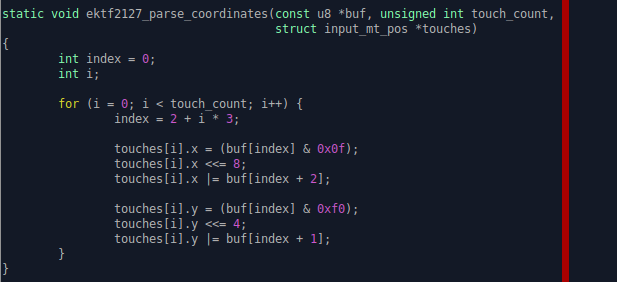 static void ektf2127_parse_coordinates(const u8 *buf, unsigned int touch_count,
                                       struct input_mt_pos *touches)
{
        int index = 0;
        int i;

        for (i = 0; i < touch_count; i++) {
                index = 2 + i * 3;

                touches[i].x = (buf[index] & 0x0f);
                touches[i].x <<= 8;
                touches[i].x |= buf[index + 2];

                touches[i].y = (buf[index] & 0xf0);
                touches[i].y <<= 4;
                touches[i].y |= buf[index + 1];
        }
}